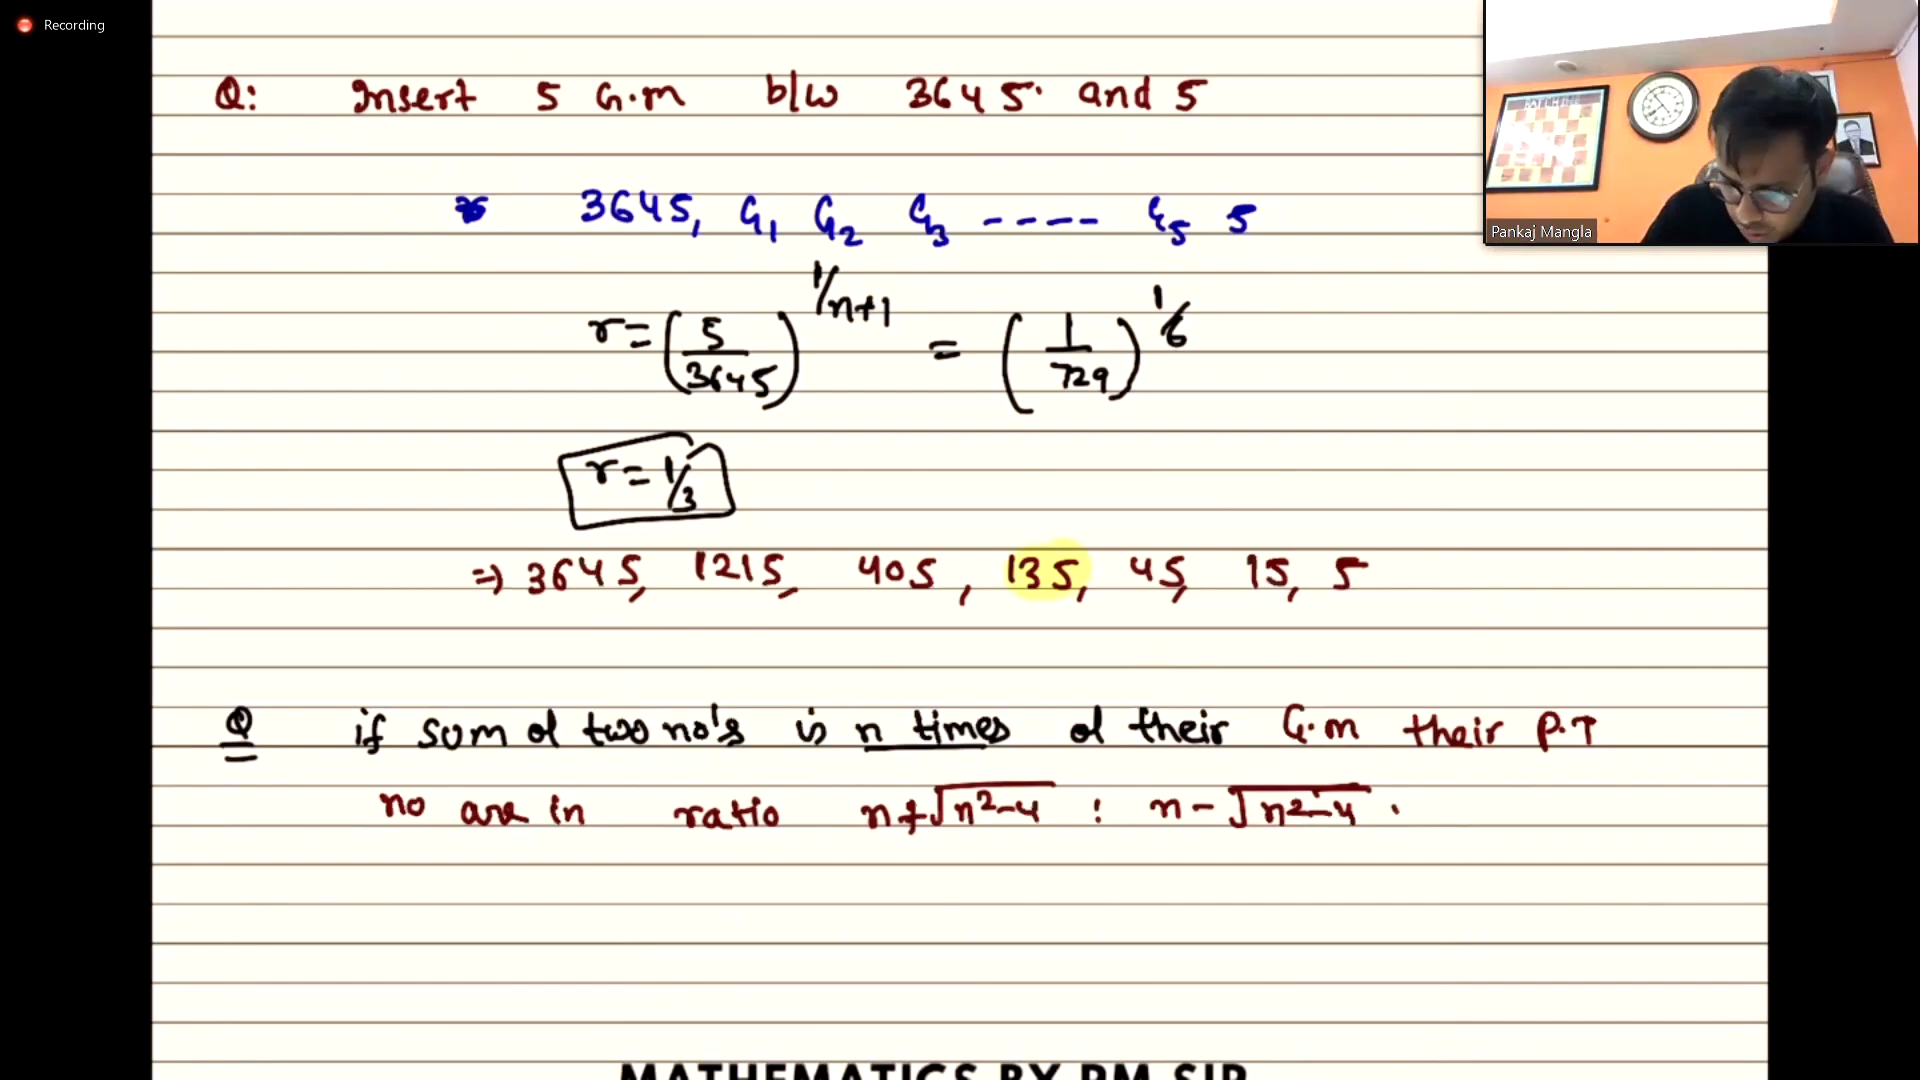 Recording
Q: Insert 5 G.m b/w 3645 and 5
3645, G1 G2 G3 ---- G5 5
r = (5/3645)^1/n+1 = (1/729)^1/6
r = 1/3
⇒ 3645, 1215, 405, 135, 45, 15, 5
Q if sum of two no's is n times of their G.m their P.T
no are in ratio n+√n²-4 : n-√n²-4 .
Pankaj Mangla
MATHEMATICS BY PM SIR